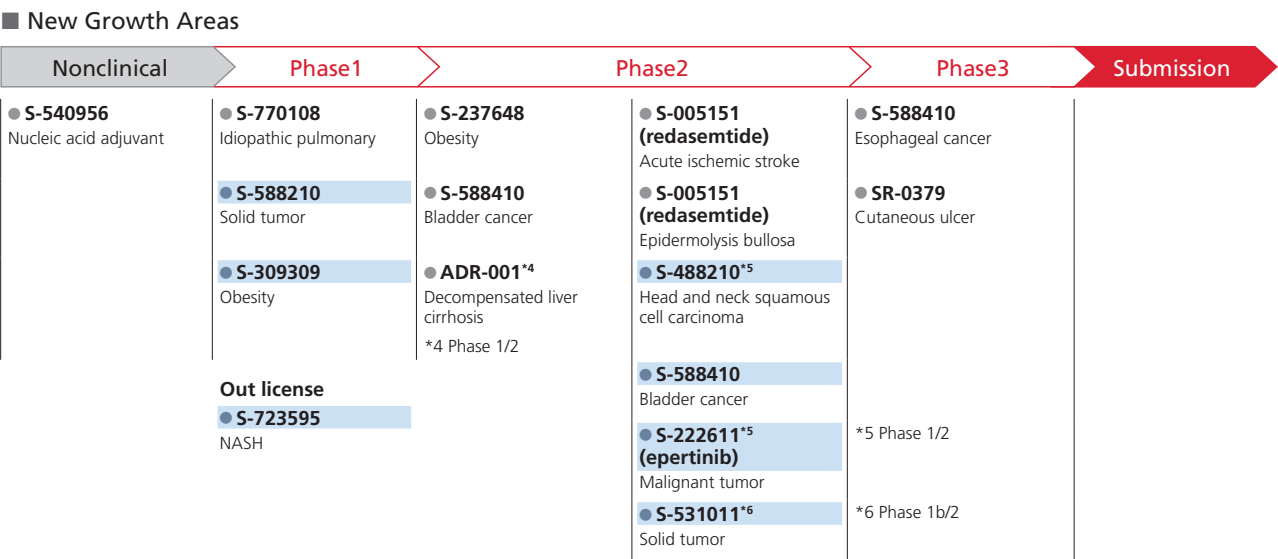 ■ New Growth Areas
Nonclinical
Phase1
Phase2
Phase3
Submission
● S-540956
Nucleic acid adjuvant
● S-770108
Idiopathic pulmonary
● S-588210
Solid tumor
● S-309309
Obesity
Out license
● S-723595
NASH
● S-237648
Obesity
● S-588410
Bladder cancer
● ADR-001*4
Decompensated liver
cirrhosis
*4 Phase 1/2
● S-005151
(redasemtide)
Acute ischemic stroke
● S-005151
(redasemtide)
Epidermolysis bullosa
● S-488210*5
Head and neck squamous
cell carcinoma
● S-588410
Bladder cancer
● S-222611*5
(epertinib)
Malignant tumor
● S-531011*6
Solid tumor
● S-588410
Esophageal cancer
● SR-0379
Cutaneous ulcer
*5 Phase 1/2
*6 Phase 1b/2